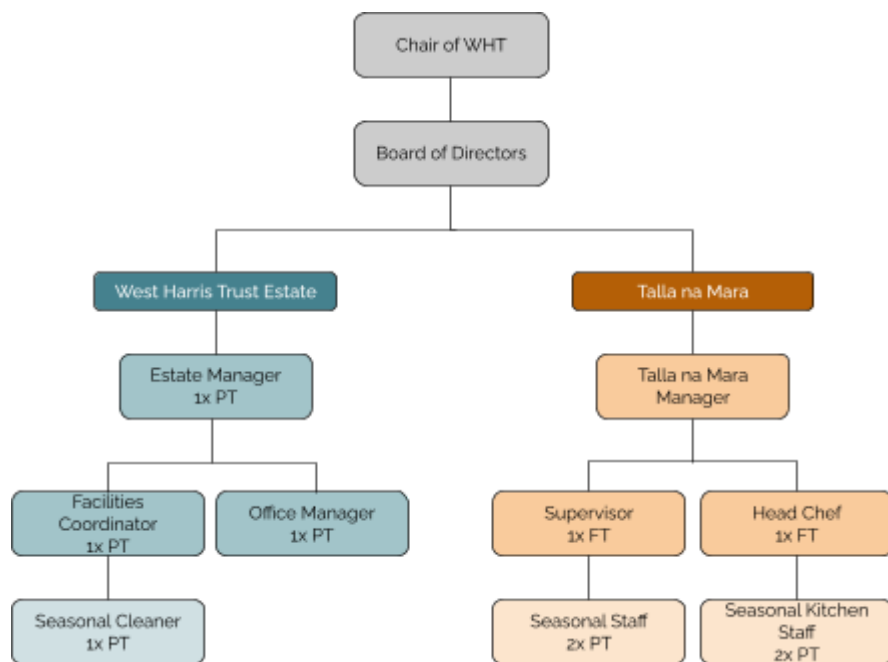 Chair of WHT
Board of Directors
West Harris Trust Estate
Talla na Mara
Estate Manager
1x PT
Talla na Mara
Manager
Facilities
Coordinator
1x PT
Office Manager
1x PT
Supervisor
1x FT
Head Chef
1x FT
Seasonal Cleaner
1x PT
Seasonal Staff
2x PT
Seasonal Kitchen
Staff
2x PT